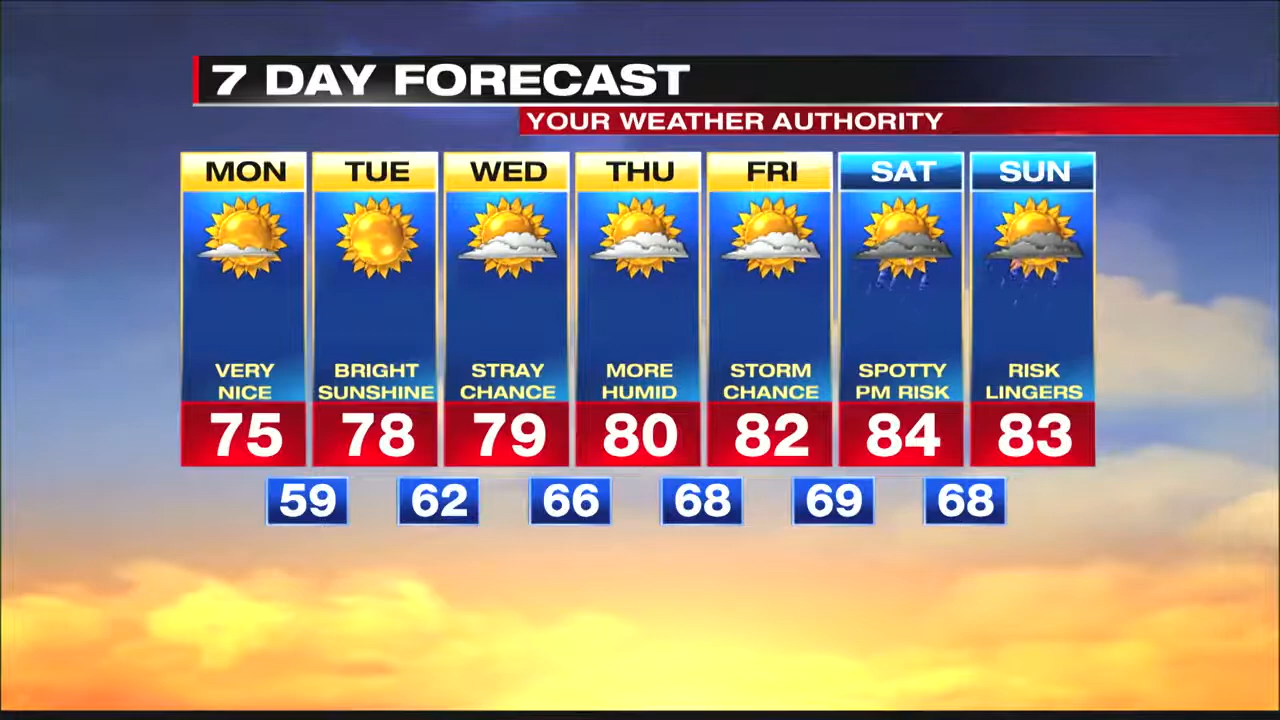 7 DAY FORECAST
YOUR WEATHER AUTHORITY
MON TUE WED THU FRI SAT SUN
VERY NICE
BRIGHT SUNSHINE
STRAY CHANCE
MORE HUMID
STORM CHANCE
SPOTTY PM RISK
RISK LINGERS
75 78 79 80 82 84 83
59 62 66 68 69 68